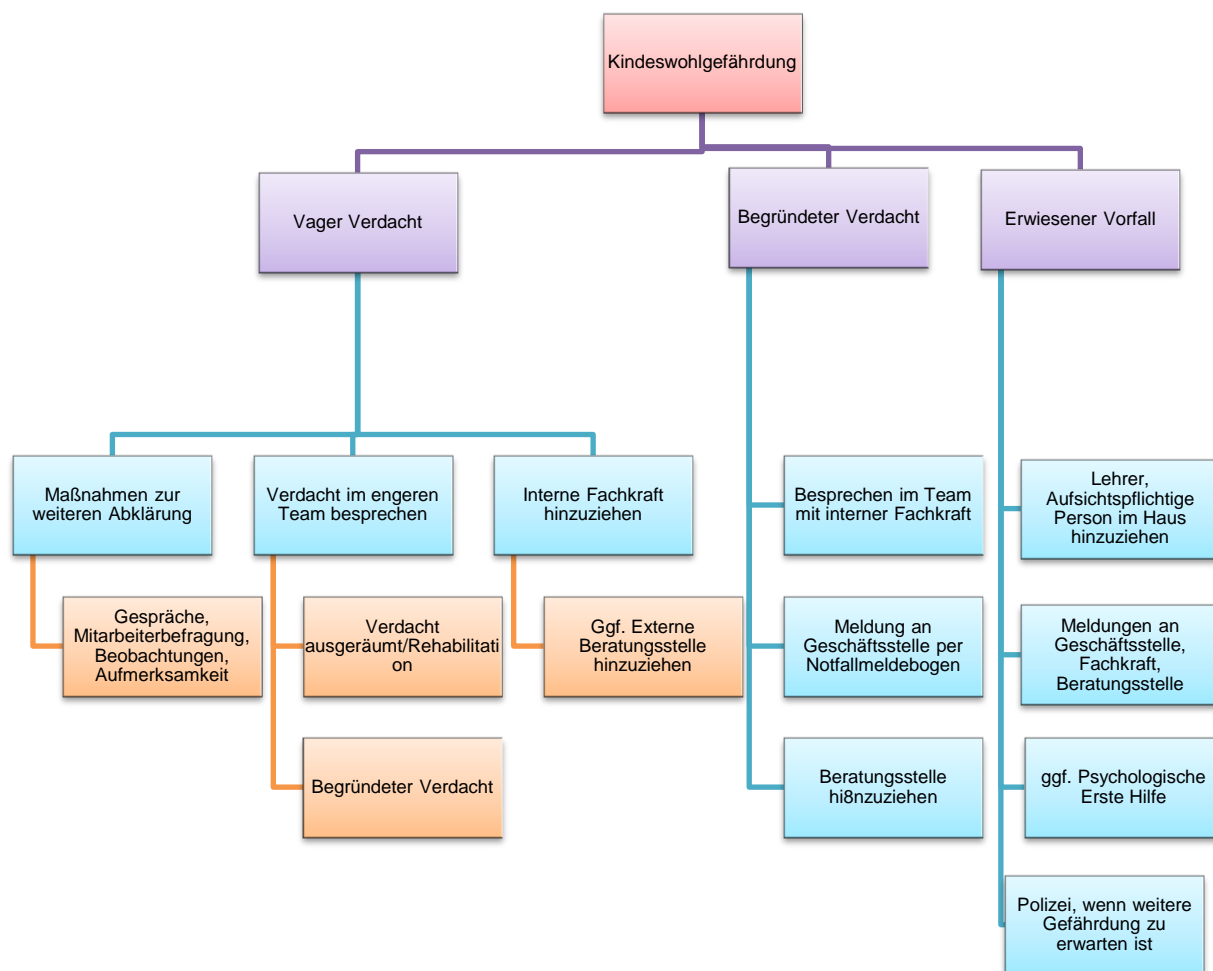 Kindeswohlgefährdung
Vager Verdacht
Begründeter Verdacht
Erwiesener Vorfall
Maßnahmen zur
weiteren Abklärung
Gespräche,
Mitarbeiterbefragung,
Beobachtungen,
Aufmerksamkeit
Verdacht im engeren
Team besprechen
Verdacht
ausgeräumt/Rehabilitati
on
Begründeter Verdacht
Interne Fachkraft
hinzuziehen
Ggf. Externe
Beratungsstelle
hinzuziehen
Besprechen im Team
mit interner Fachkraft
Meldung an
Geschäftsstelle per
Notfallmeldebogen
Beratungsstelle
hi8nzuziehen
Lehrer,
Aufsichtspflichtige
Person im Haus
hinzuziehen
Meldungen an
Geschäftsstelle,
Fachkraft,
Beratungsstelle
ggf. Psychologische
Erste Hilfe
Polizei, wenn weitere
Gefährdung zu
erwarten ist